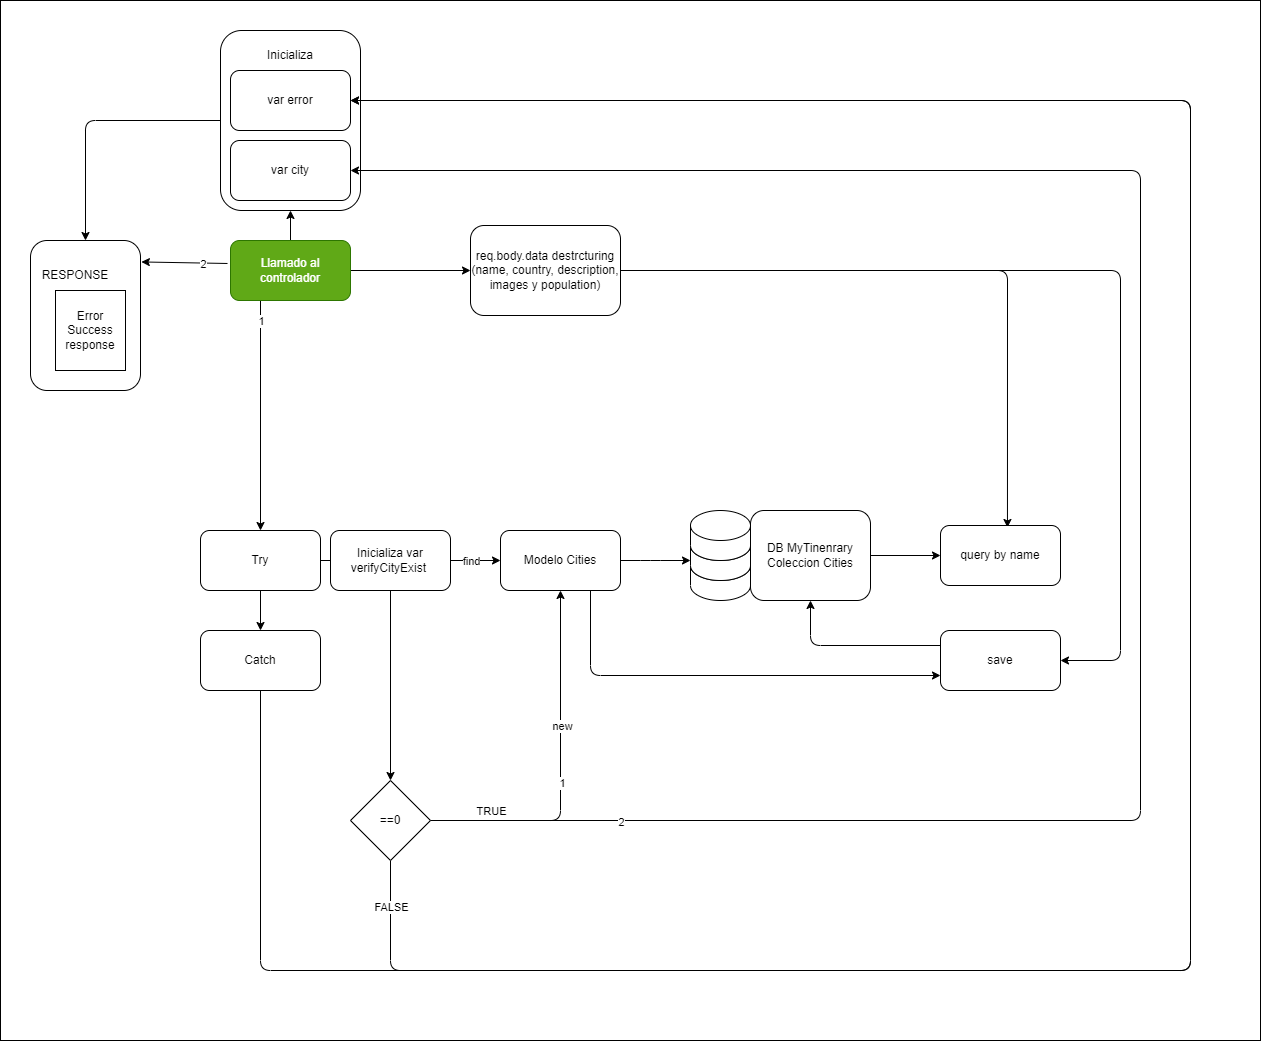 Inicializa
var error
var city
Llamado al
controlador
2
RESPONSE
Error
Success
response
req.body.data destrcturing
(name, country, description,
images y population)
1
Try
Inicializa var
verifyCityExist
find
Modelo Cities
DB MyTinenrary
Coleccion Cities
query by name
Catch
save
new
1
==0
TRUE
2
FALSE